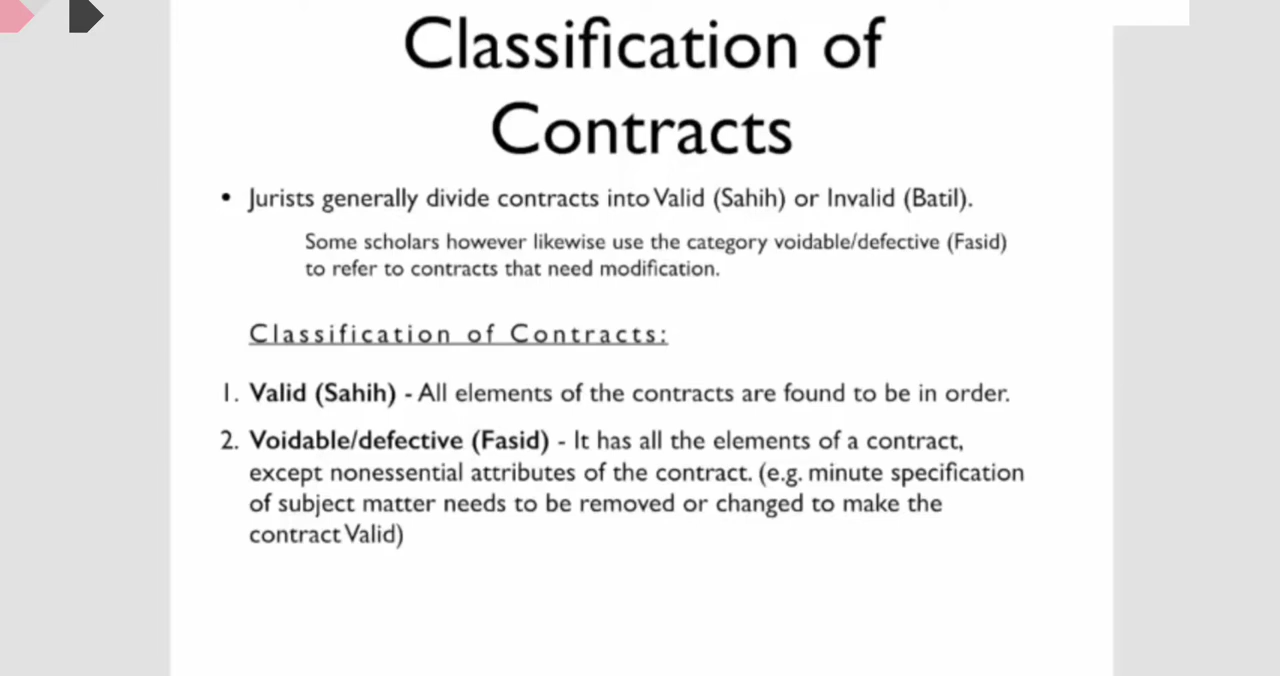 Classification of
Contracts
• Jurists generally divide contracts into Valid (Sahih) or Invalid (Batil).
Some scholars however likewise use the category voidable/defective (Fasid)
to refer to contracts that need modification.
Classification of Contracts:
1. Valid (Sahih) - All elements of the contracts are found to be in order.
2. Voidable/defective (Fasid) - It has all the elements of a contract,
except nonessential attributes of the contract. (e.g. minute specification
of subject matter needs to be removed or changed to make the
contract Valid)